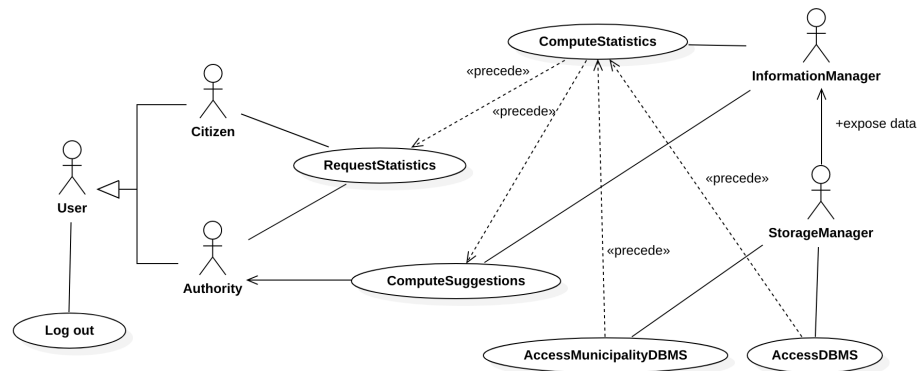 ComputeStatistics
InformationManager
«precede»
«precede»
+expose data
Citizen
RequestStatistics
«precede»
User
StorageManager
«precede»
Authority
ComputeSuggestions
Log out
AccessMunicipalityDBMS
AccessDBMS